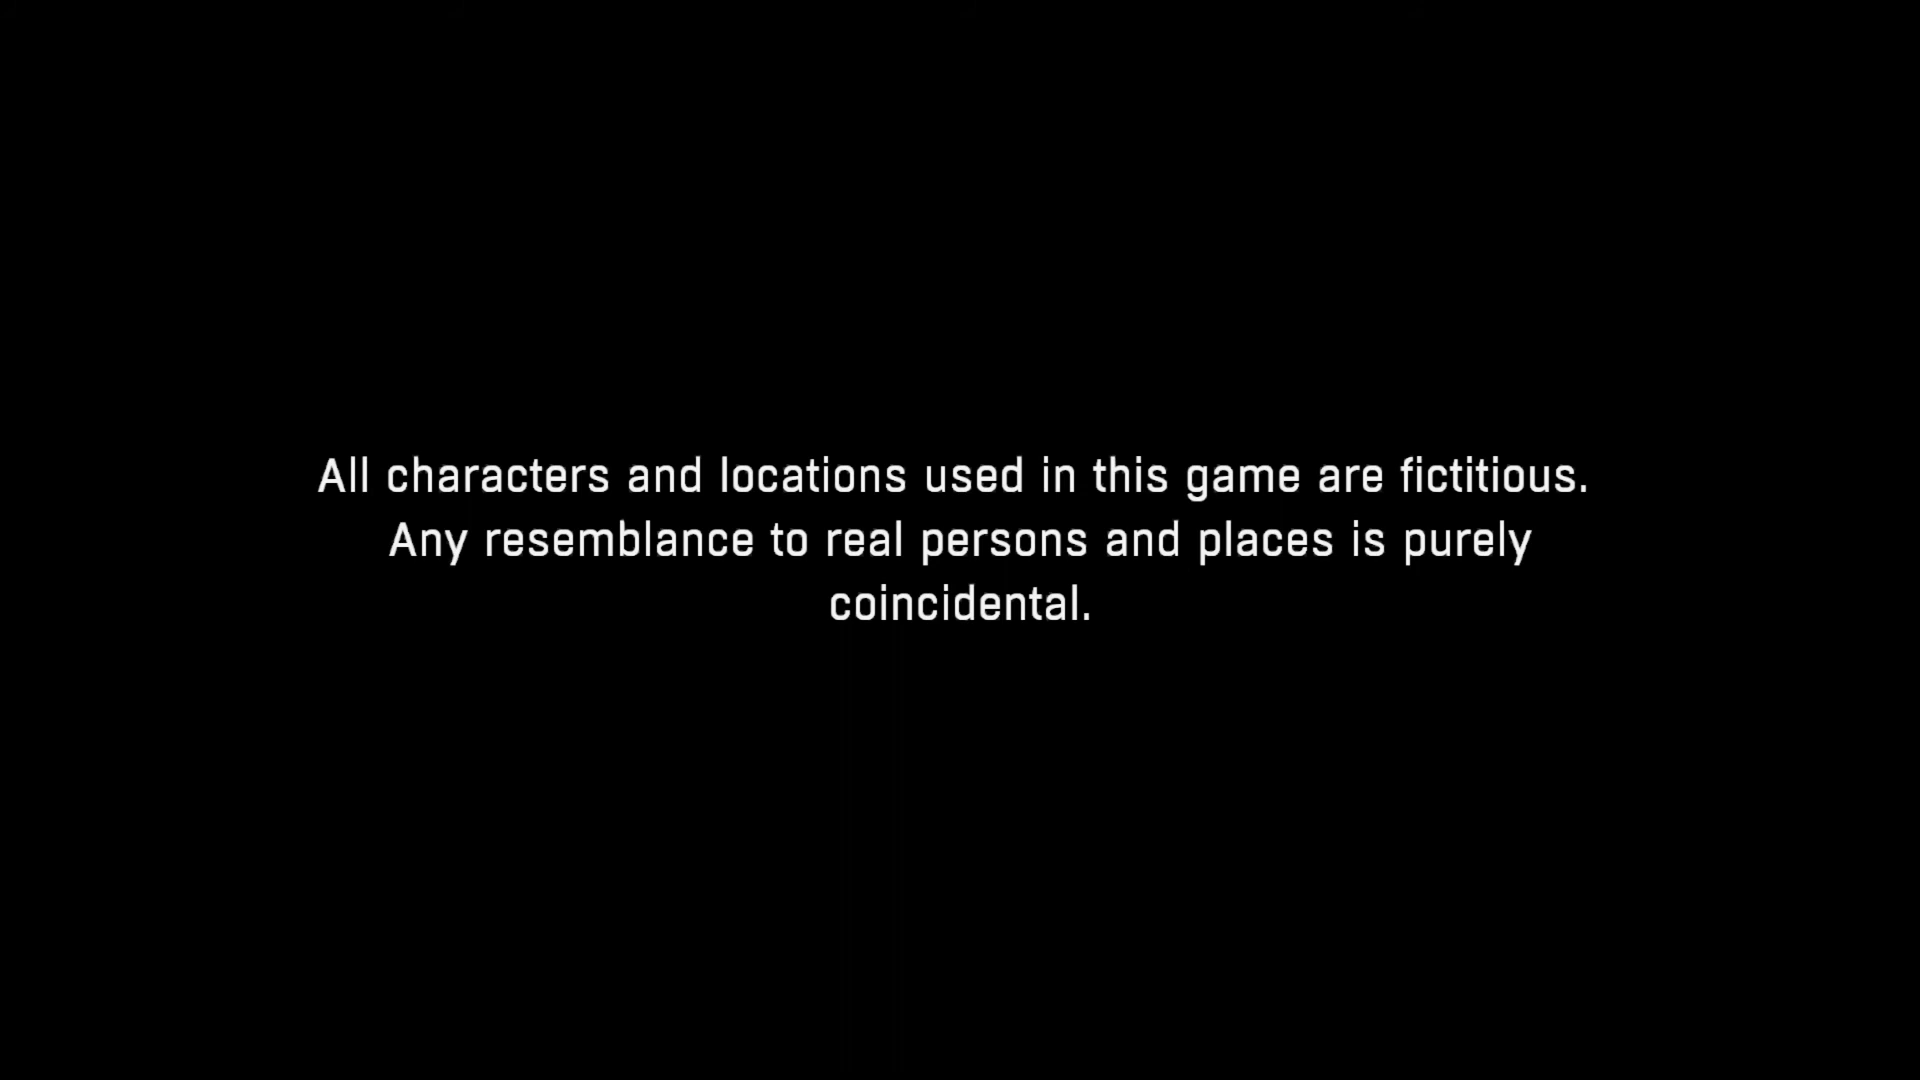 All characters and locations used in this game are fictitious.
Any resemblance to real persons and places is purely
coincidental.